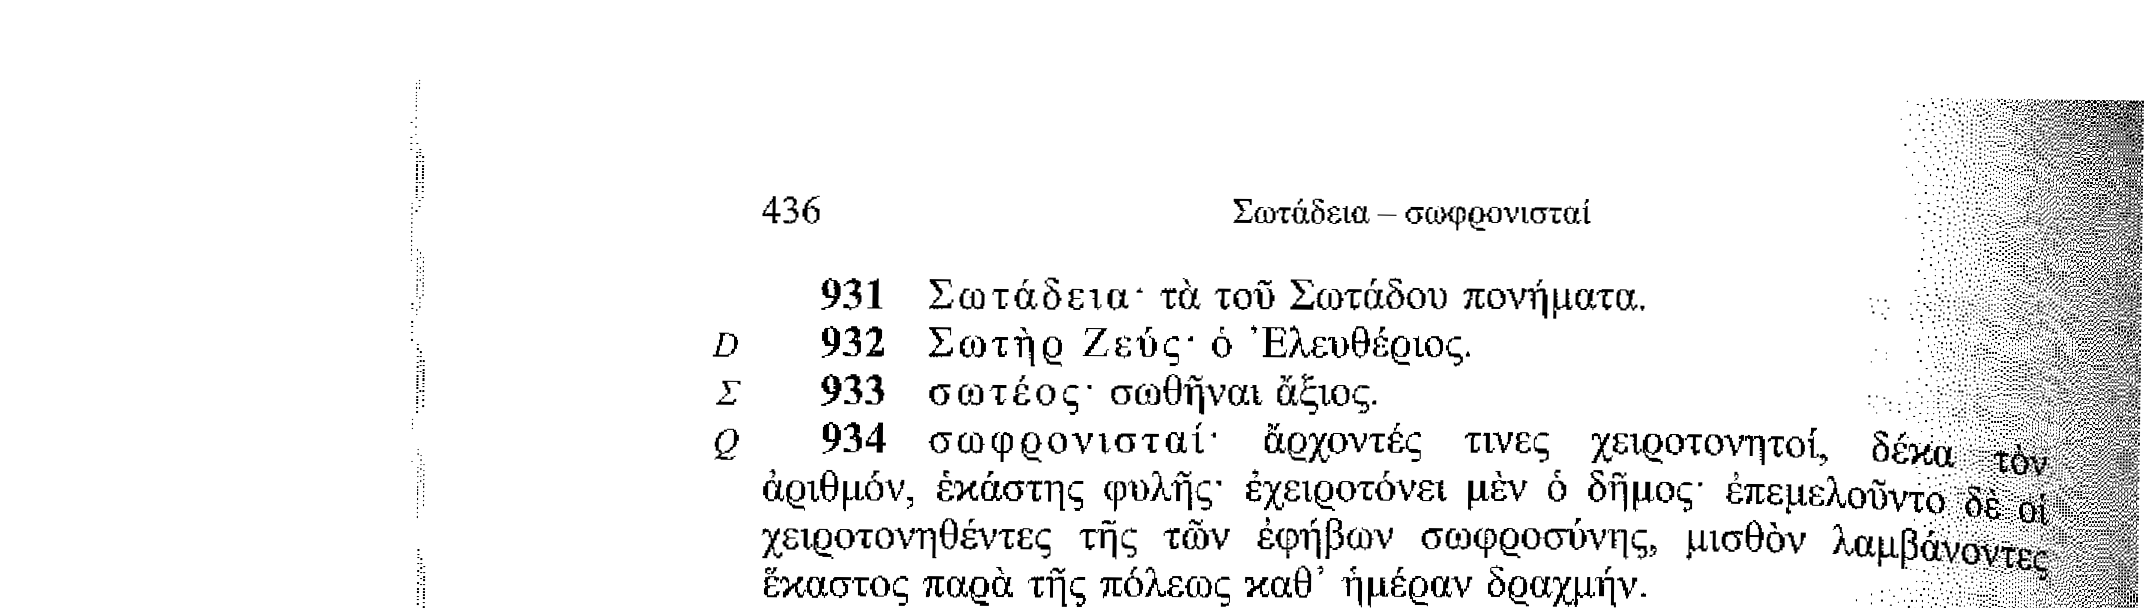 436 Σωτάδεια – σωφρονισταί
931 Σωτάδεια· τὰ τοῦ Σωτάδου πονήματα.
D 932 Σωτὴρ Ζεύς· ὁ Ἐλευθέριος.
Σ 933 σωτέος· σωθῆναι ἄξιος.
Q 934 σωφρονισταί· ἄρχοντές τινες χειροτονητοί, δέκα τὸν
ἀριθμόν, ἑκάστης φυλῆς· ἐχειροτόνει μὲν ὁ δῆμος· ἐπεμελοῦντο δὲ οἱ
χειροτονηθέντες τῆς τῶν ἐφήβων σωφροσύνης, μισθὸν λαμβάνοντες
ἕκαστος παρὰ τῆς πόλεως καθ’ ἡμέραν δραχμήν.